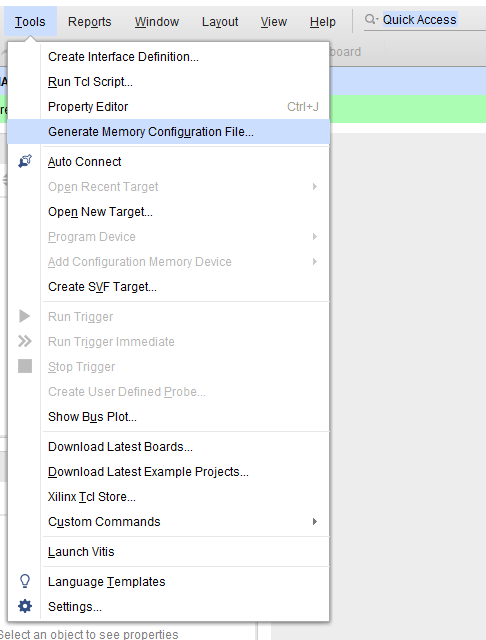 Tools Reports Window Layout View Help Quick Access
board
Create Interface Definition...
Run Tcl Script...
Property Editor Ctrl+J
Generate Memory Configuration File...
Auto Connect
Open Recent Target
Open New Target...
Program Device
Add Configuration Memory Device
Create SVF Target...
Run Trigger
Run Trigger Immediate
Stop Trigger
Create User Defined Probe...
Show Bus Plot...
Download Latest Boards...
Download Latest Example Projects...
Xilinx Tcl Store...
Custom Commands
Launch Vitis
Language Templates
Settings...
Select an object to see properties